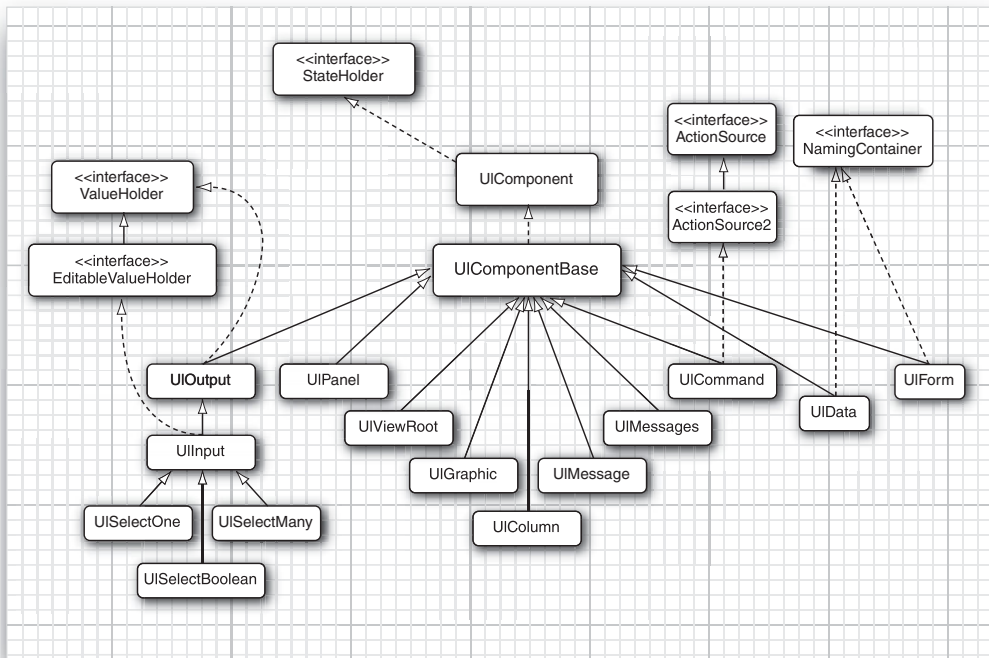 <<interface>>
StateHolder
<<interface>>
ActionSource
<<interface>>
NamingContainer
<<interface>>
ValueHolder
UIComponent
<<interface>>
ActionSource2
<<interface>>
EditableValueHolder
UIComponentBase
UIOutput
UIPanel
UICommand
UIForm
UIData
UIViewRoot
UIMessages
UIInput
UIGraphic
UIMessage
UISelectOne
UISelectMany
UIColumn
UISelectBoolean